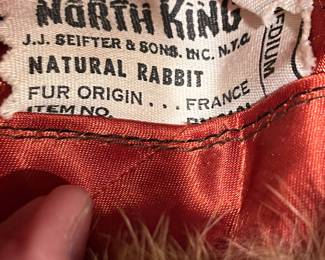 NORTH KING
J.J. SEIFTER & SONS. INC. N.Y.C.
NATURAL RABBIT
FUR ORIGIN . . . FRANCE
ITEM NO.
MEDIUM